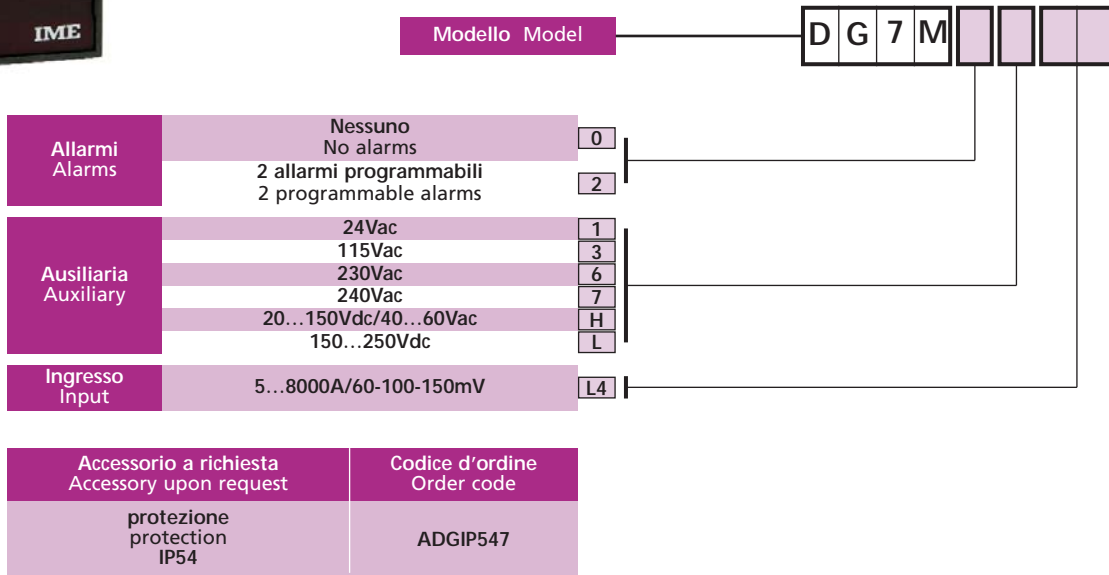 IME
Modello Model
D G 7 M
Allarmi
Alarms
Nessuno
No alarms
0
2 allarmi programmabili
2 programmable alarms
2
Ausiliaria
Auxiliary
24Vac
1
115Vac
3
230Vac
6
240Vac
7
20...150Vdc/40...60Vac
H
150...250Vdc
L
Ingresso
Input
5...8000A/60-100-150mV
L4
Accessorio a richiesta
Accessory upon request
Codice d'ordine
Order code
protezione
protection
IP54
ADGIP547